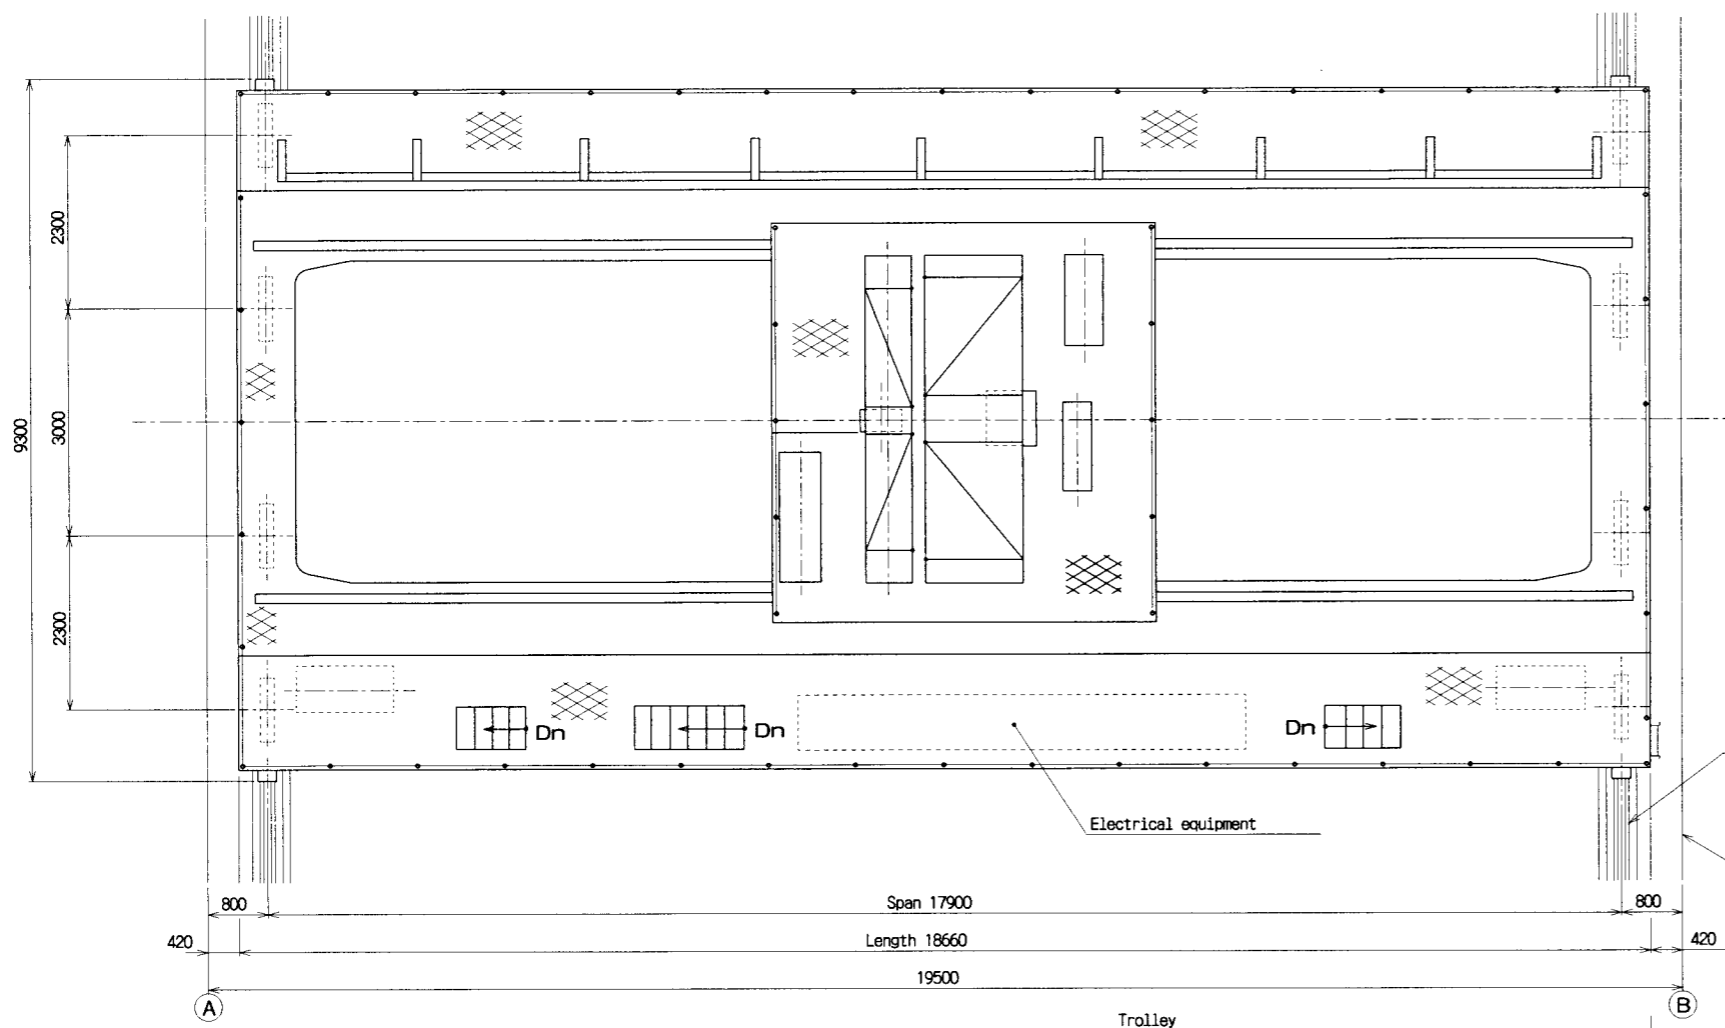 2300
9300
3000
2300
Dn
Dn
Dn
Electrical equipment
800
Span 17900
800
420
Length 18660
420
19500
A
B
Trolley